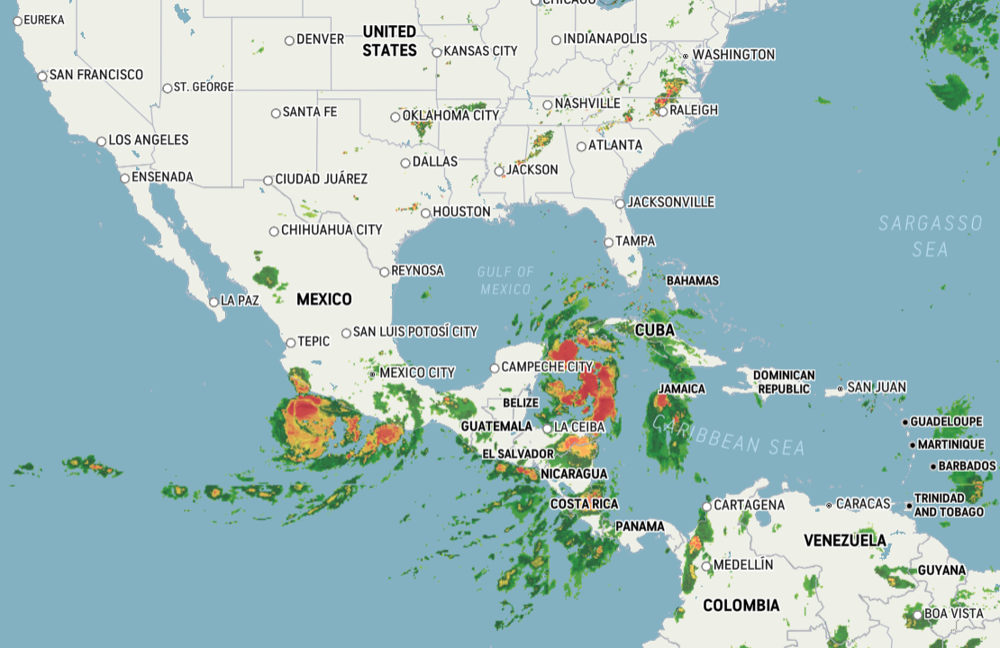 CHICAGO
EUREKA
DENVER
UNITED
STATES
INDIANAPOLIS
KANSAS CITY
WASHINGTON
SAN FRANCISCO
ST. GEORGE
NASHVILLE
RALEIGH
SANTA FE
OKLAHOMA CITY
LOS ANGELES
ATLANTA
DALLAS
JACKSON
ENSENADA
CIUDAD JUÁREZ
JACKSONVILLE
HOUSTON
SARGASSO
SEA
CHIHUAHUA CITY
TAMPA
REYNOSA
GULF OF
MEXICO
BAHAMAS
LA PAZ
MEXICO
SAN LUIS POTOSÍ CITY
CUBA
TEPIC
MEXICO CITY
CAMPECHE CITY
DOMINICAN
REPUBLIC
SAN JUAN
JAMAICA
BELIZE
GUATEMALA
LA CEIBA
CARIBBEAN SEA
GUADELOUPE
MARTINIQUE
EL SALVADOR
BARBADOS
NICARAGUA
COSTA RICA
CARTAGENA
CARACAS
TRINIDAD
AND TOBAGO
PANAMA
VENEZUELA
MEDELLÍN
GUYANA
COLOMBIA
BOA VISTA